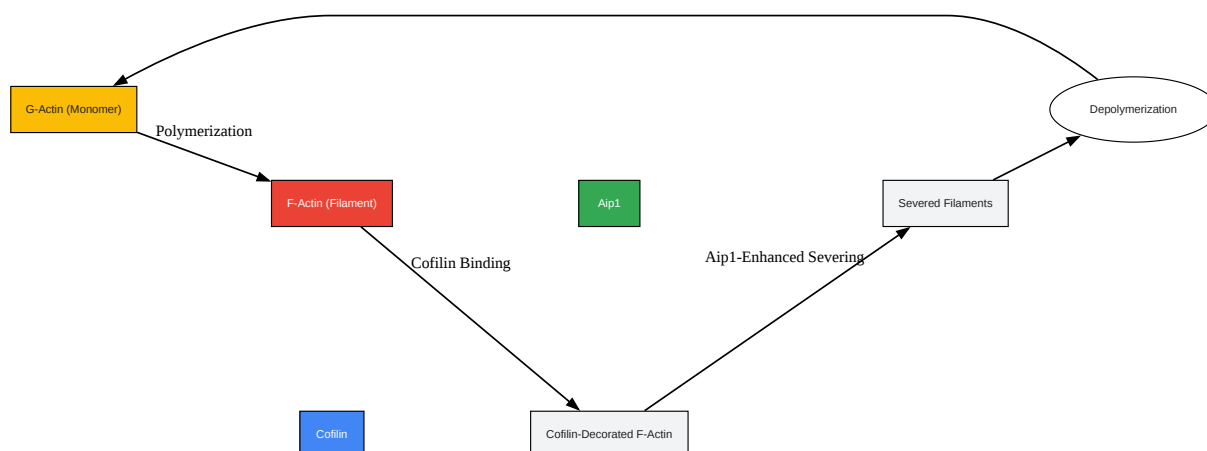 G-Actin (Monomer)
Depolymerization
Polymerization
F-Actin (Filament)
Aip1
Severed Filaments
Cofilin Binding
Aip1-Enhanced Severing
Cofilin
Cofilin-Decorated F-Actin